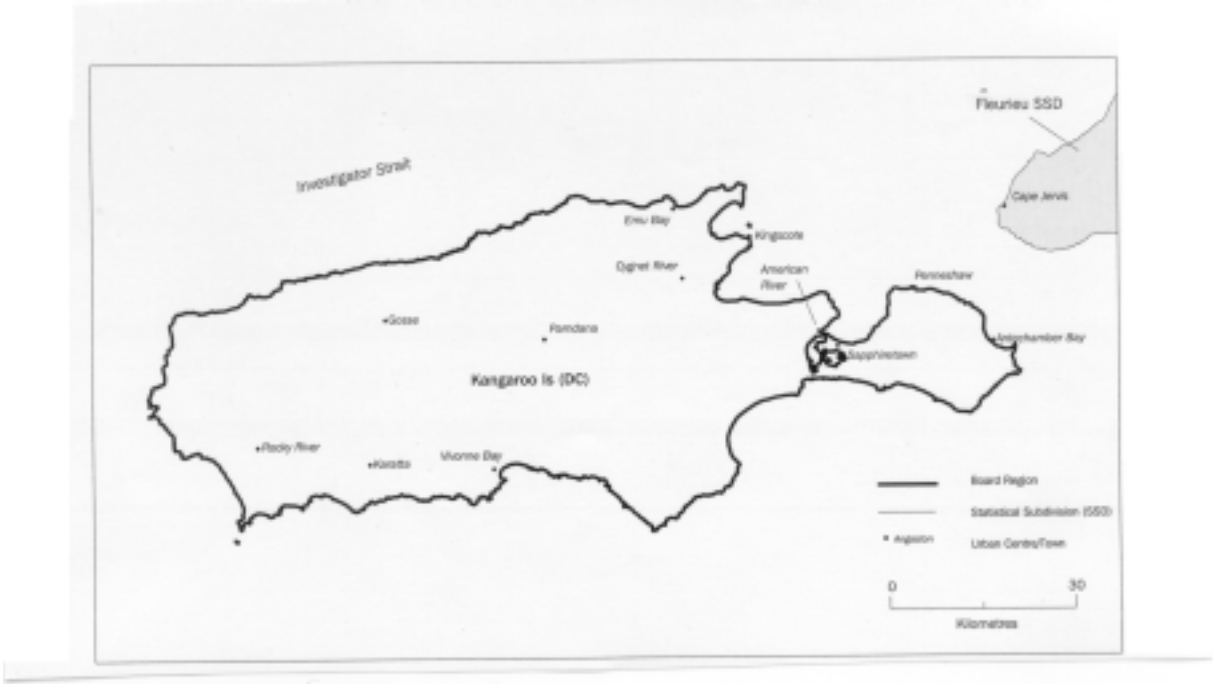 Fleurieu SSD
Investigator Strait
Cape Jervis
Emu Bay
Kingscote
Cygnet River
American
River
Penneshaw
Gosse
Parndana
Antechamber Bay
Sapphiretown
Kangaroo Is (DC)
Rocky River
Karatta
Vivonne Bay
Board Region
Statistical Subdivision (SSD)
Angaston
Urban Centre/Town
0 30
Kilometres